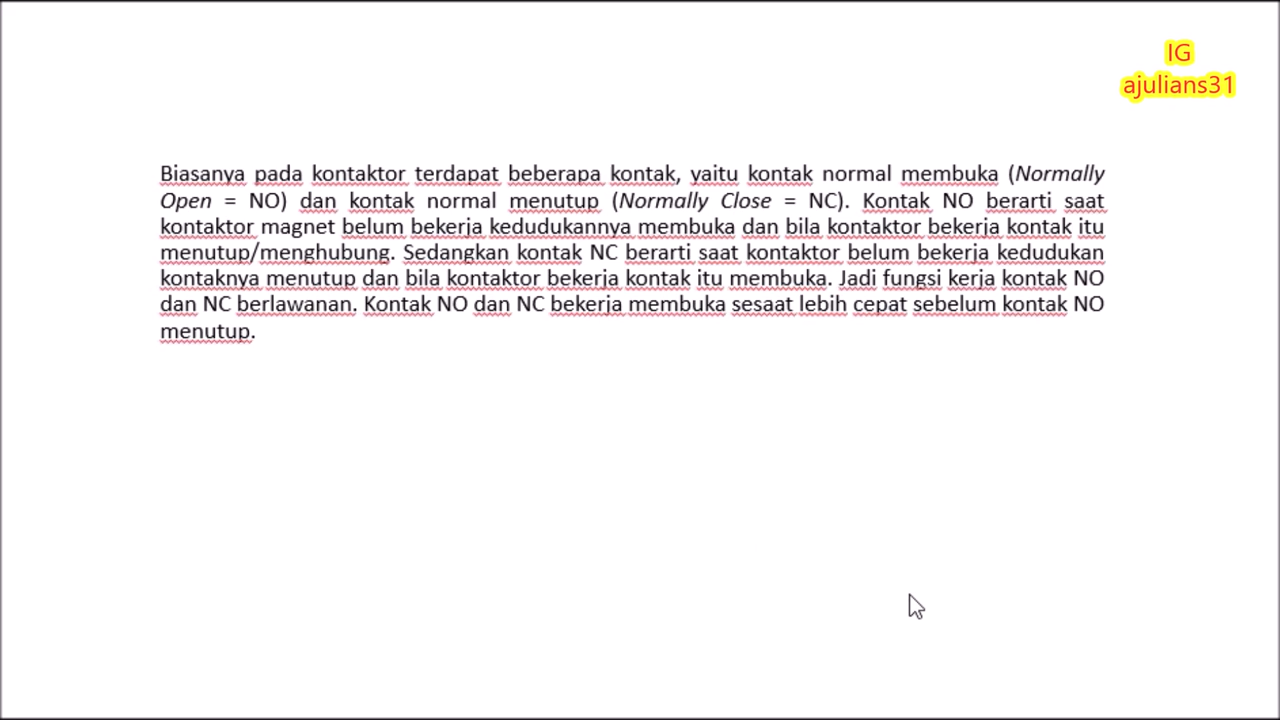 IG
ajulians31
Biasanya pada kontaktor terdapat beberapa kontak, yaitu kontak normal membuka (Normally
Open = NO) dan kontak normal menutup (Normally Close = NC). Kontak NO berarti saat
kontaktor magnet belum bekerja kedudukannya membuka dan bila kontaktor bekerja kontak itu
menutup/menghubung. Sedangkan kontak NC berarti saat kontaktor belum bekerja kedudukan
kontaknya menutup dan bila kontaktor bekerja kontak itu membuka. Jadi fungsi kerja kontak NO
dan NC berlawanan. Kontak NO dan NC bekerja membuka sesaat lebih cepat sebelum kontak NO
menutup.